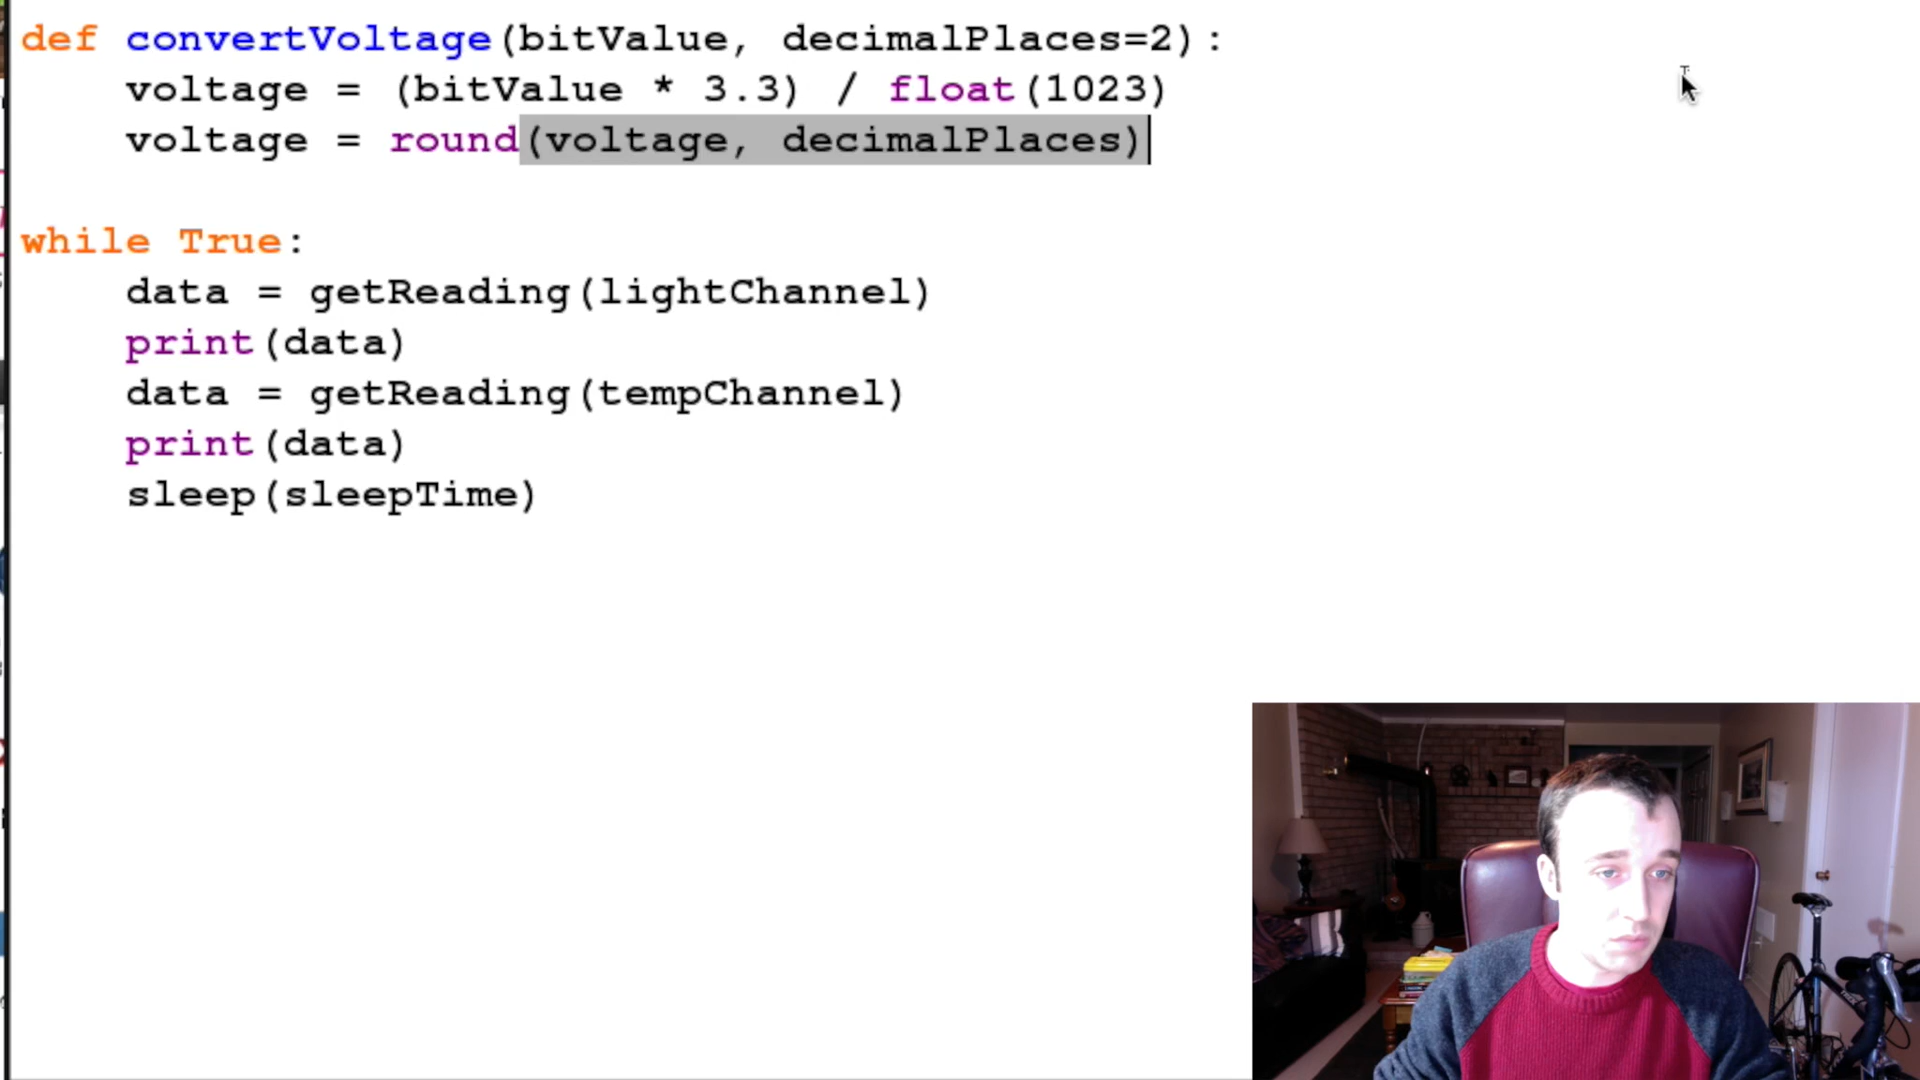 def convertVoltage(bitValue, decimalPlaces=2):
    voltage = (bitValue * 3.3) / float(1023)
    voltage = round(voltage, decimalPlaces)
while True:
    data = getReading(lightChannel)
    print(data)
    data = getReading(tempChannel)
    print(data)
    sleep(sleepTime)